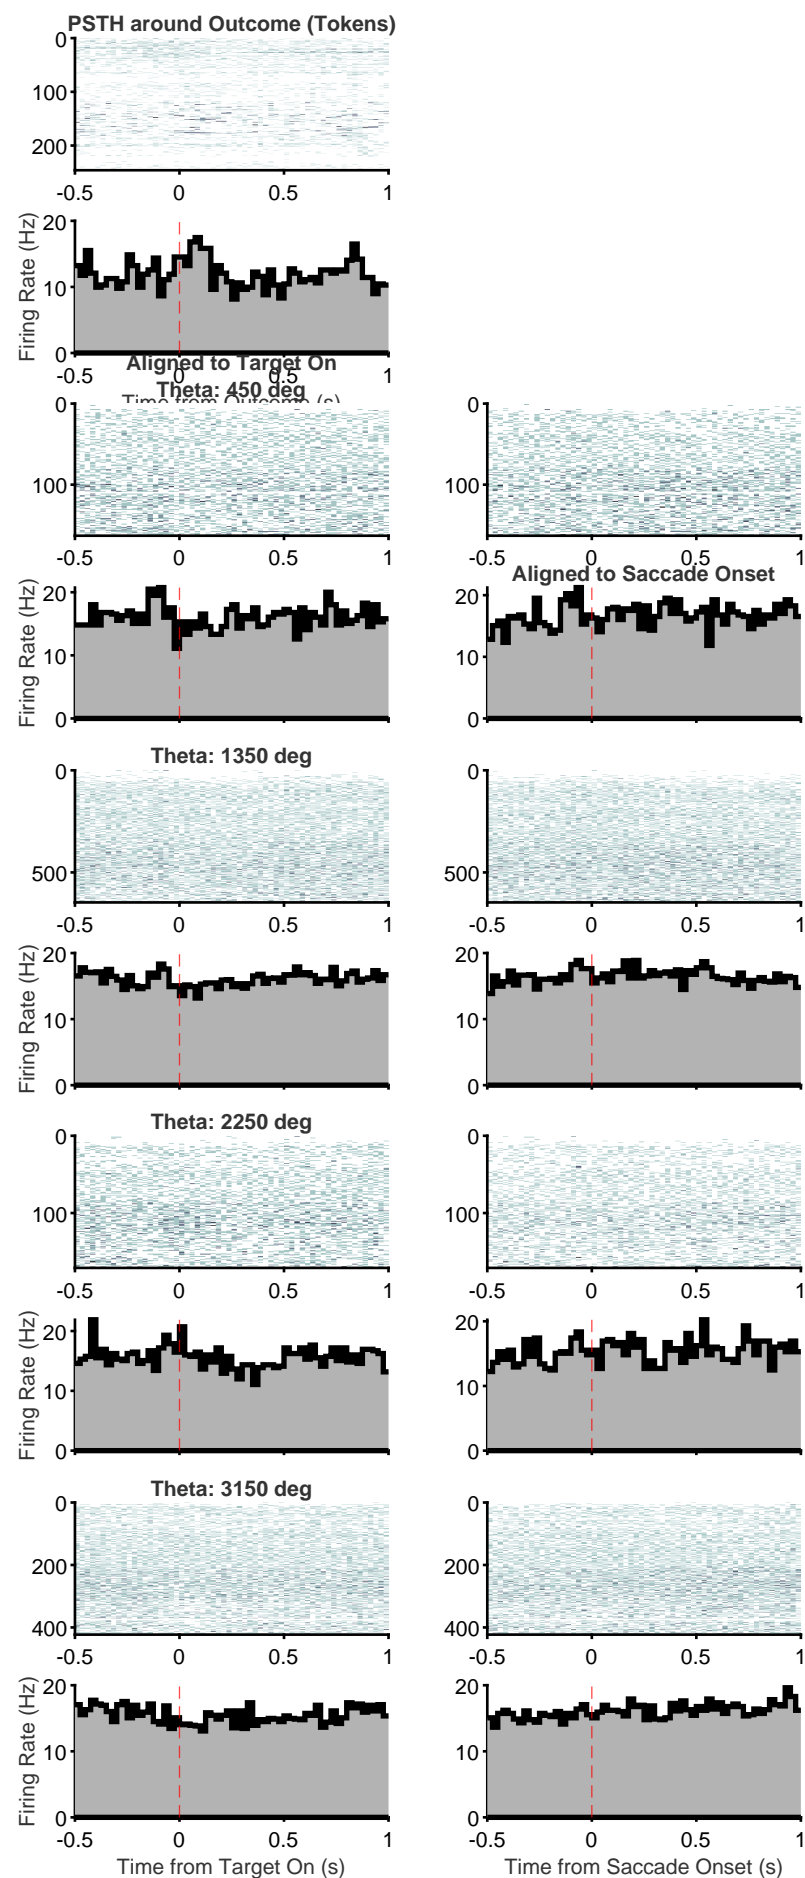 PSTH around Outcome (Tokens)
0
100
200
-0.5 0 0.5 1
Firing Rate (Hz)
20
10
0
-0.5 0 0.5 1
Time from Outcome (s)
Aligned to Target On
Theta: 450 deg
0
100
-0.5 0 0.5 1
0
100
-0.5 0 0.5 1
Firing Rate (Hz)
20
10
0
Aligned to Saccade Onset
20
10
0
Theta: 1350 deg
0
500
-0.5 0 0.5 1
0
500
-0.5 0 0.5 1
Firing Rate (Hz)
20
10
0
20
10
0
Theta: 2250 deg
0
100
-0.5 0 0.5 1
0
100
-0.5 0 0.5 1
Firing Rate (Hz)
20
10
0
20
10
0
Theta: 3150 deg
0
200
400
-0.5 0 0.5 1
0
200
400
-0.5 0 0.5 1
Firing Rate (Hz)
20
10
0
-0.5 0 0.5 1
Time from Target On (s)
20
10
0
-0.5 0 0.5 1
Time from Saccade Onset (s)